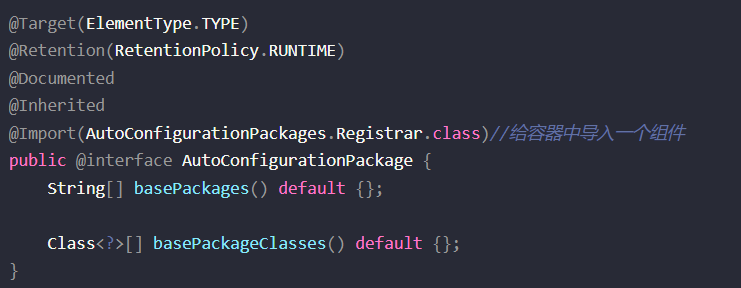 @Target(ElementType.TYPE)
@Retention(RetentionPolicy.RUNTIME)
@Documented
@Inherited
@Import(AutoConfigurationPackages.Registrar.class)//给容器中导入一个组件
public @interface AutoConfigurationPackage {
    String[] basePackages() default {};

    Class<?>[] basePackageClasses() default {};
}